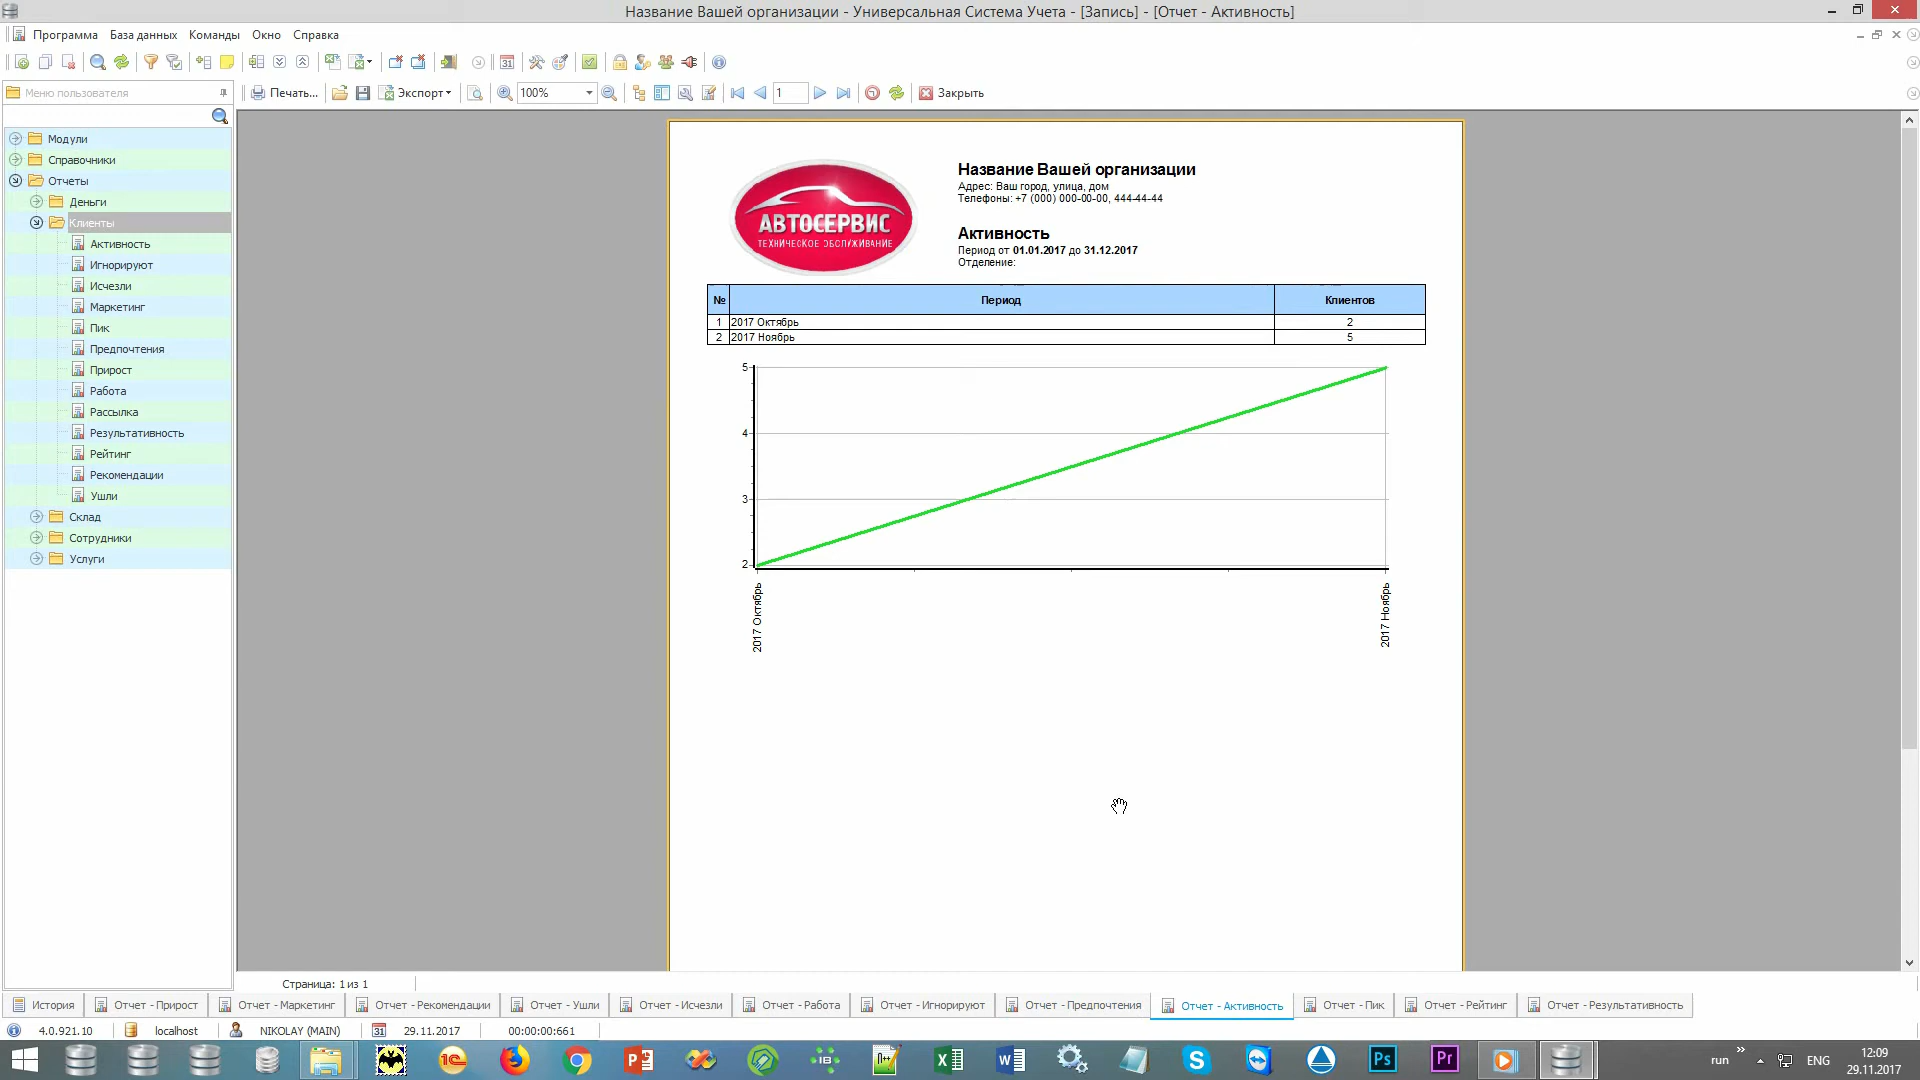 Название Вашей организации - Универсальная Система Учета - [Запись] - [Отчет - Активность]
Программа База данных Команды Окно Справка
31
Печать... Экспорт 100% 1 Закрыть
Меню пользователя
Модули
Справочники
Отчеты
Деньги
Клиенты
Активность
Игнорируют
Исчезли
Маркетинг
Пик
Предпочтения
Прирост
Работа
Рассылка
Результативность
Рейтинг
Рекомендации
Ушли
Склад
Сотрудники
Услуги
АВТОСЕРВИС
ТЕХНИЧЕСКОЕ ОБСЛУЖИВАНИЕ
Название Вашей организации
Адрес: Ваш город, улица, дом
Телефоны: +7 (000) 000-00-00, 444-44-44
Активность
Период от 01.01.2017 до 31.12.2017
Отделение:
№ Период Клиентов
1 2017 Октябрь 2
2 2017 Ноябрь 5
5
4
3
2
2017 Октябрь
2017 Ноябрь
Страница: 1 из 1
История Отчет - Прирост Отчет - Маркетинг Отчет - Рекомендации Отчет - Ушли Отчет - Исчезли Отчет - Работа Отчет - Игнорируют Отчет - Предпочтения Отчет - Активность Отчет - Пик Отчет - Рейтинг Отчет - Результативность
4.0.921.10 localhost NIKOLAY (MAIN) 31 29.11.2017 00:00:00:661
1С iB Ps Pr run ENG 12:09
29.11.2017